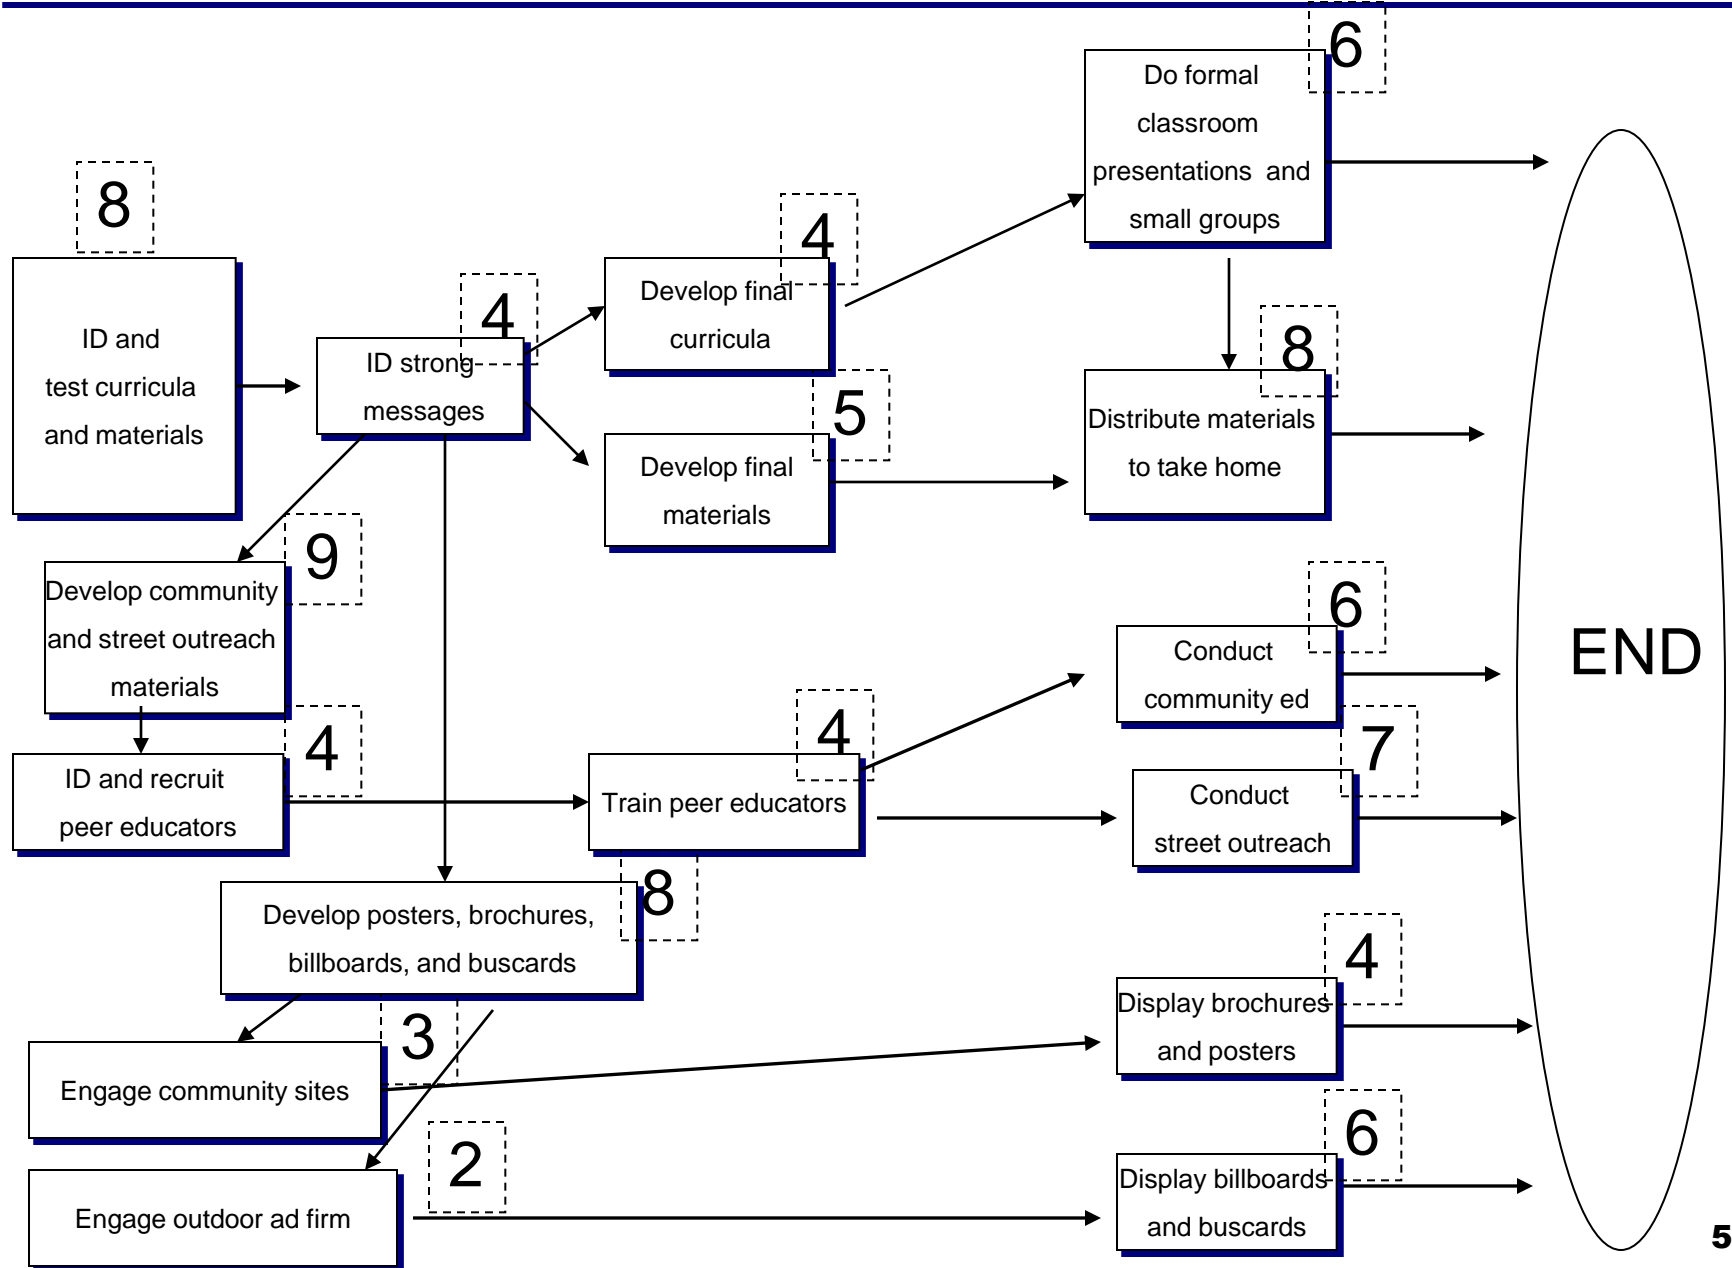 6
Do formal
classroom
presentations and
small groups
8
4
ID and
test curricula
and materials
4
ID strong
messages
Develop final
curricula
8
Distribute materials
to take home
5
Develop final
materials
9
Develop community
and street outreach
materials
6
Conduct
community ed
END
4
ID and recruit
peer educators
4
Train peer educators
7
Conduct
street outreach
8
Develop posters, brochures,
billboards, and buscards
4
Display brochures
and posters
3
Engage community sites
2
Engage outdoor ad firm
6
Display billboards
and buscards
5